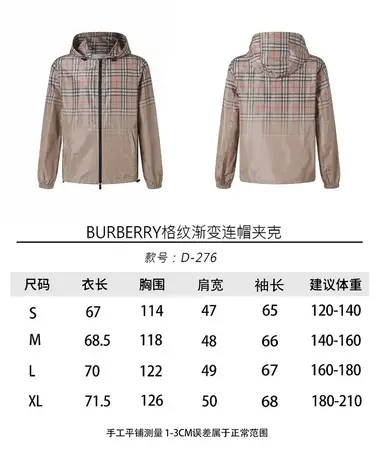 BURBERRY格纹渐变连帽夹克
款号：D-276
尺码 衣长 胸围 肩宽 袖长 建议体重
S 67 114 47 65 120-140
M 68.5 118 48 66 140-160
L 70 122 49 67 160-180
XL 71.5 126 50 68 180-210
手工平铺测量 1-3CM误差属于正常范围